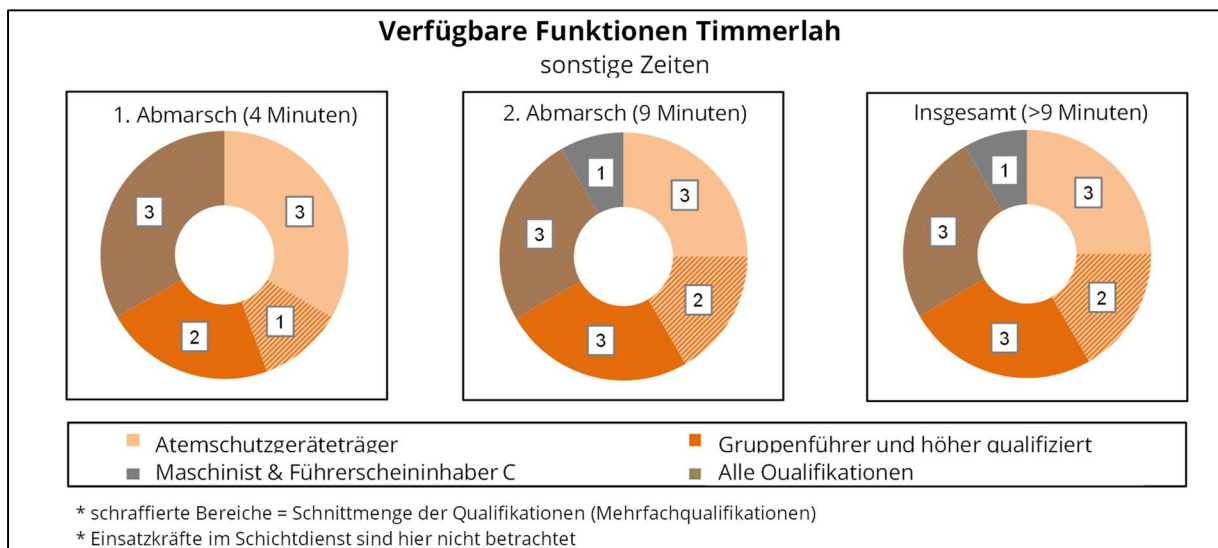 Verfügbare Funktionen Timmerlah
sonstige Zeiten
1. Abmarsch (4 Minuten)
3
3
1
2
2. Abmarsch (9 Minuten)
1
3
3
2
3
Insgesamt (>9 Minuten)
1
3
3
2
3
Atemschutzgeräteträger
Gruppenführer und höher qualifiziert
Maschinist & Führerscheininhaber C
Alle Qualifikationen
* schraffierte Bereiche = Schnittmenge der Qualifikationen (Mehrfachqualifikationen)
* Einsatzkräfte im Schichtdienst sind hier nicht betrachtet